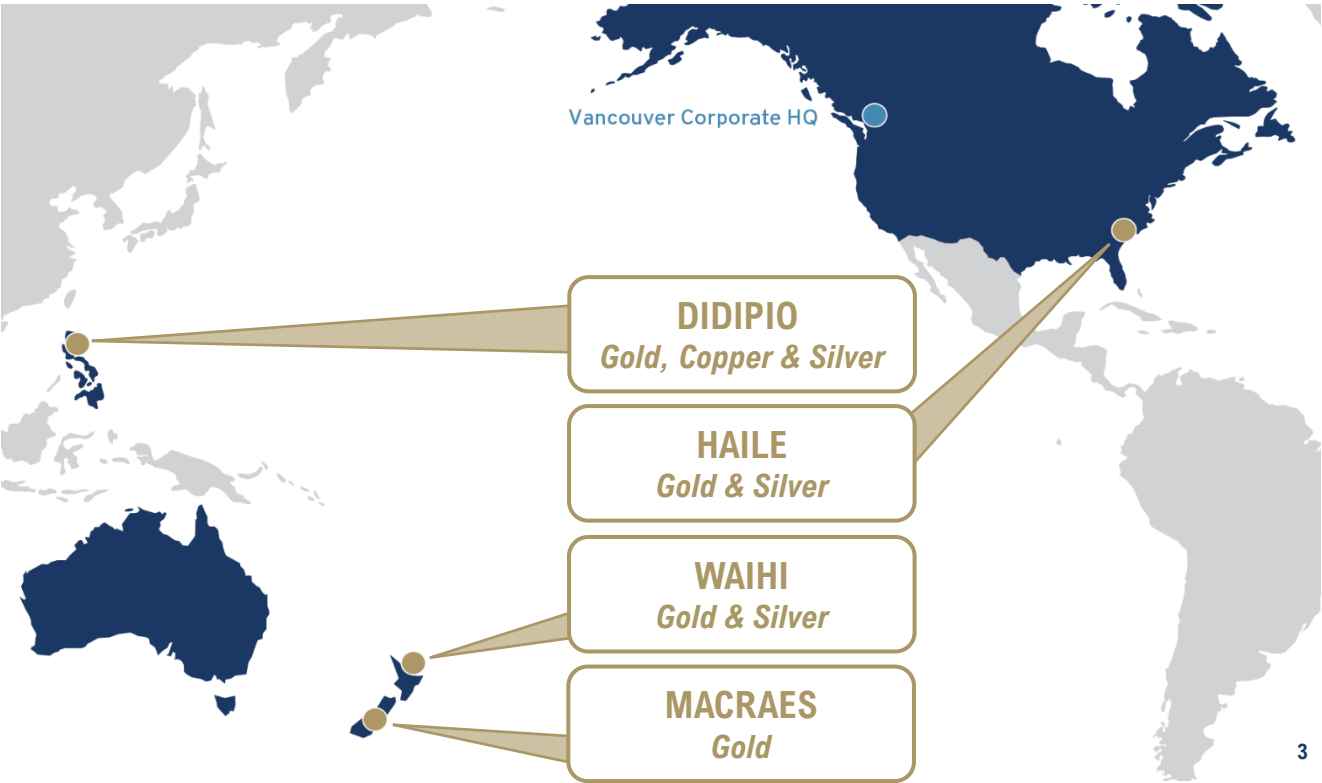 Vancouver Corporate HQ
DIDIPIO
Gold, Copper & Silver
HAILE
Gold & Silver
WAIHI
Gold & Silver
MACRAES
Gold
3